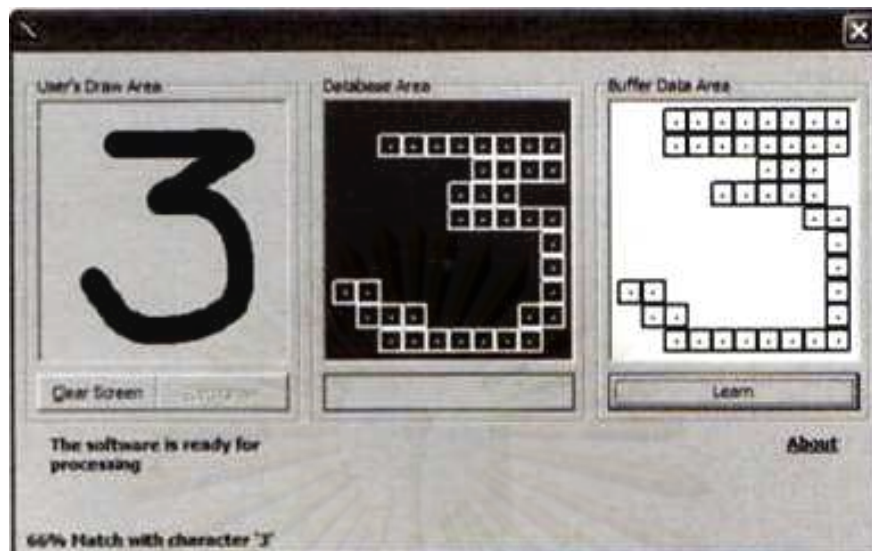 User's Draw Area
Database Area
Buffer Data Area
3
Clear Screen
Learn
The software is ready for
processing
About
66% Match with character '3'